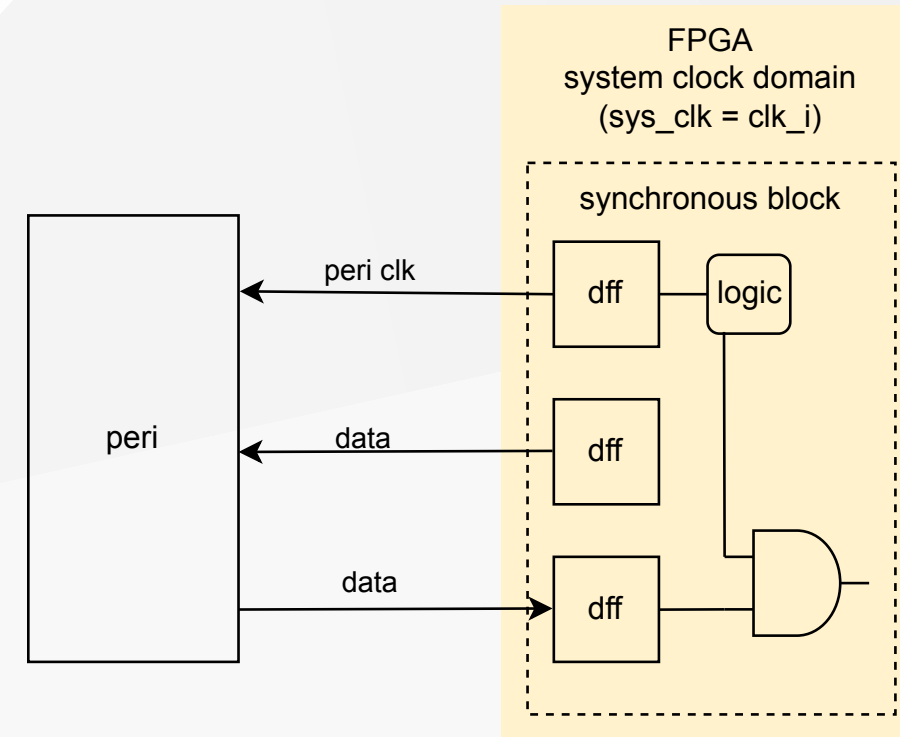 FPGA
system clock domain
(sys_clk = clk_i)
synchronous block
peri clk
dff
logic
peri
data
dff
data
dff